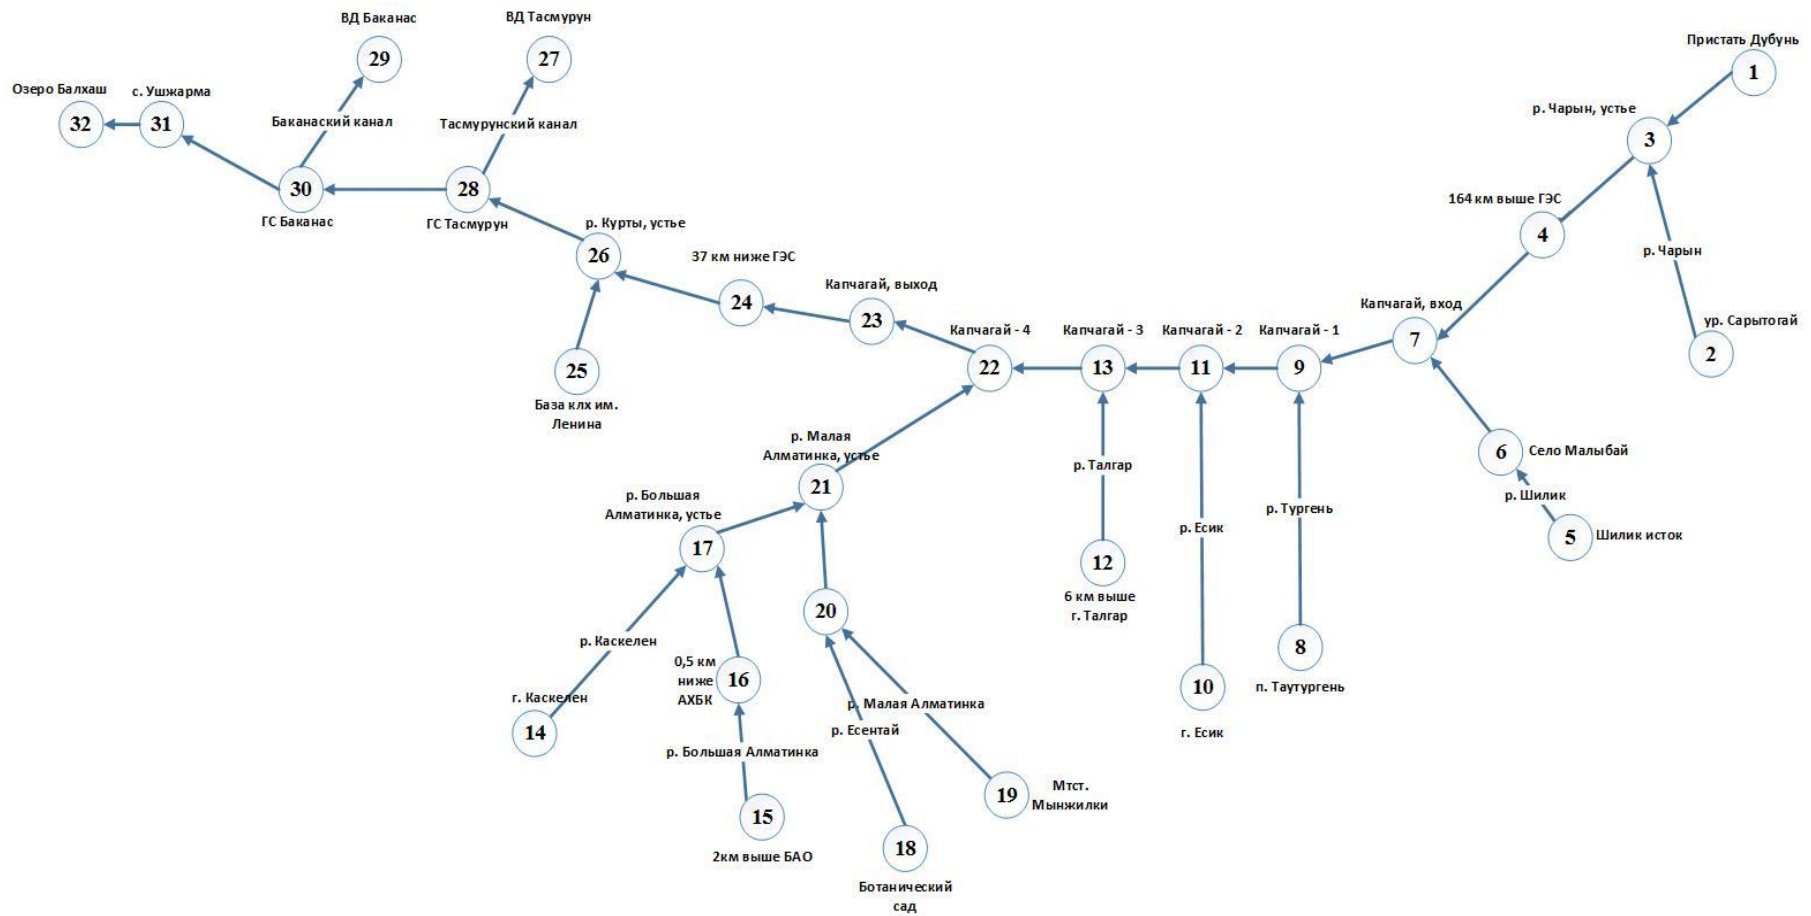 ВД Баканас
29
ВД Тасмурун
27
Озеро Балхаш
32
с. Ушжарма
31
Баканаский канал
Тасмурунский канал
30
ГС Баканас
28
ГС Тасмурун
р. Курты, устье
26
25
База клх им.
Ленина
37 км ниже ГЭС
24
Капчагай, выход
23
Капчагай - 4
22
Капчагай - 3
13
Капчагай - 2
11
Капчагай - 1
9
Капчагай, вход
7
164 км выше ГЭС
4
р. Чарын, устье
3
Пристать Дубунь
1
р. Чарын
ур. Сарытогай
2
6
Село Малыбай
р. Шилик
5
Шилик исток
р. Тургень
8
п. Таутургень
р. Есик
10
г. Есик
р. Талгар
12
6 км выше
г. Талгар
р. Малая
Алматинка, устье
21
р. Большая
Алматинка, устье
17
20
р. Каскелен
г. Каскелен
14
0,5 км
ниже
АХБК
16
р. Большая Алматинка
15
2км выше БАО
р. Малая Алматинка
р. Есентай
19
Мтст.
Мынжилки
18
Ботанический
сад